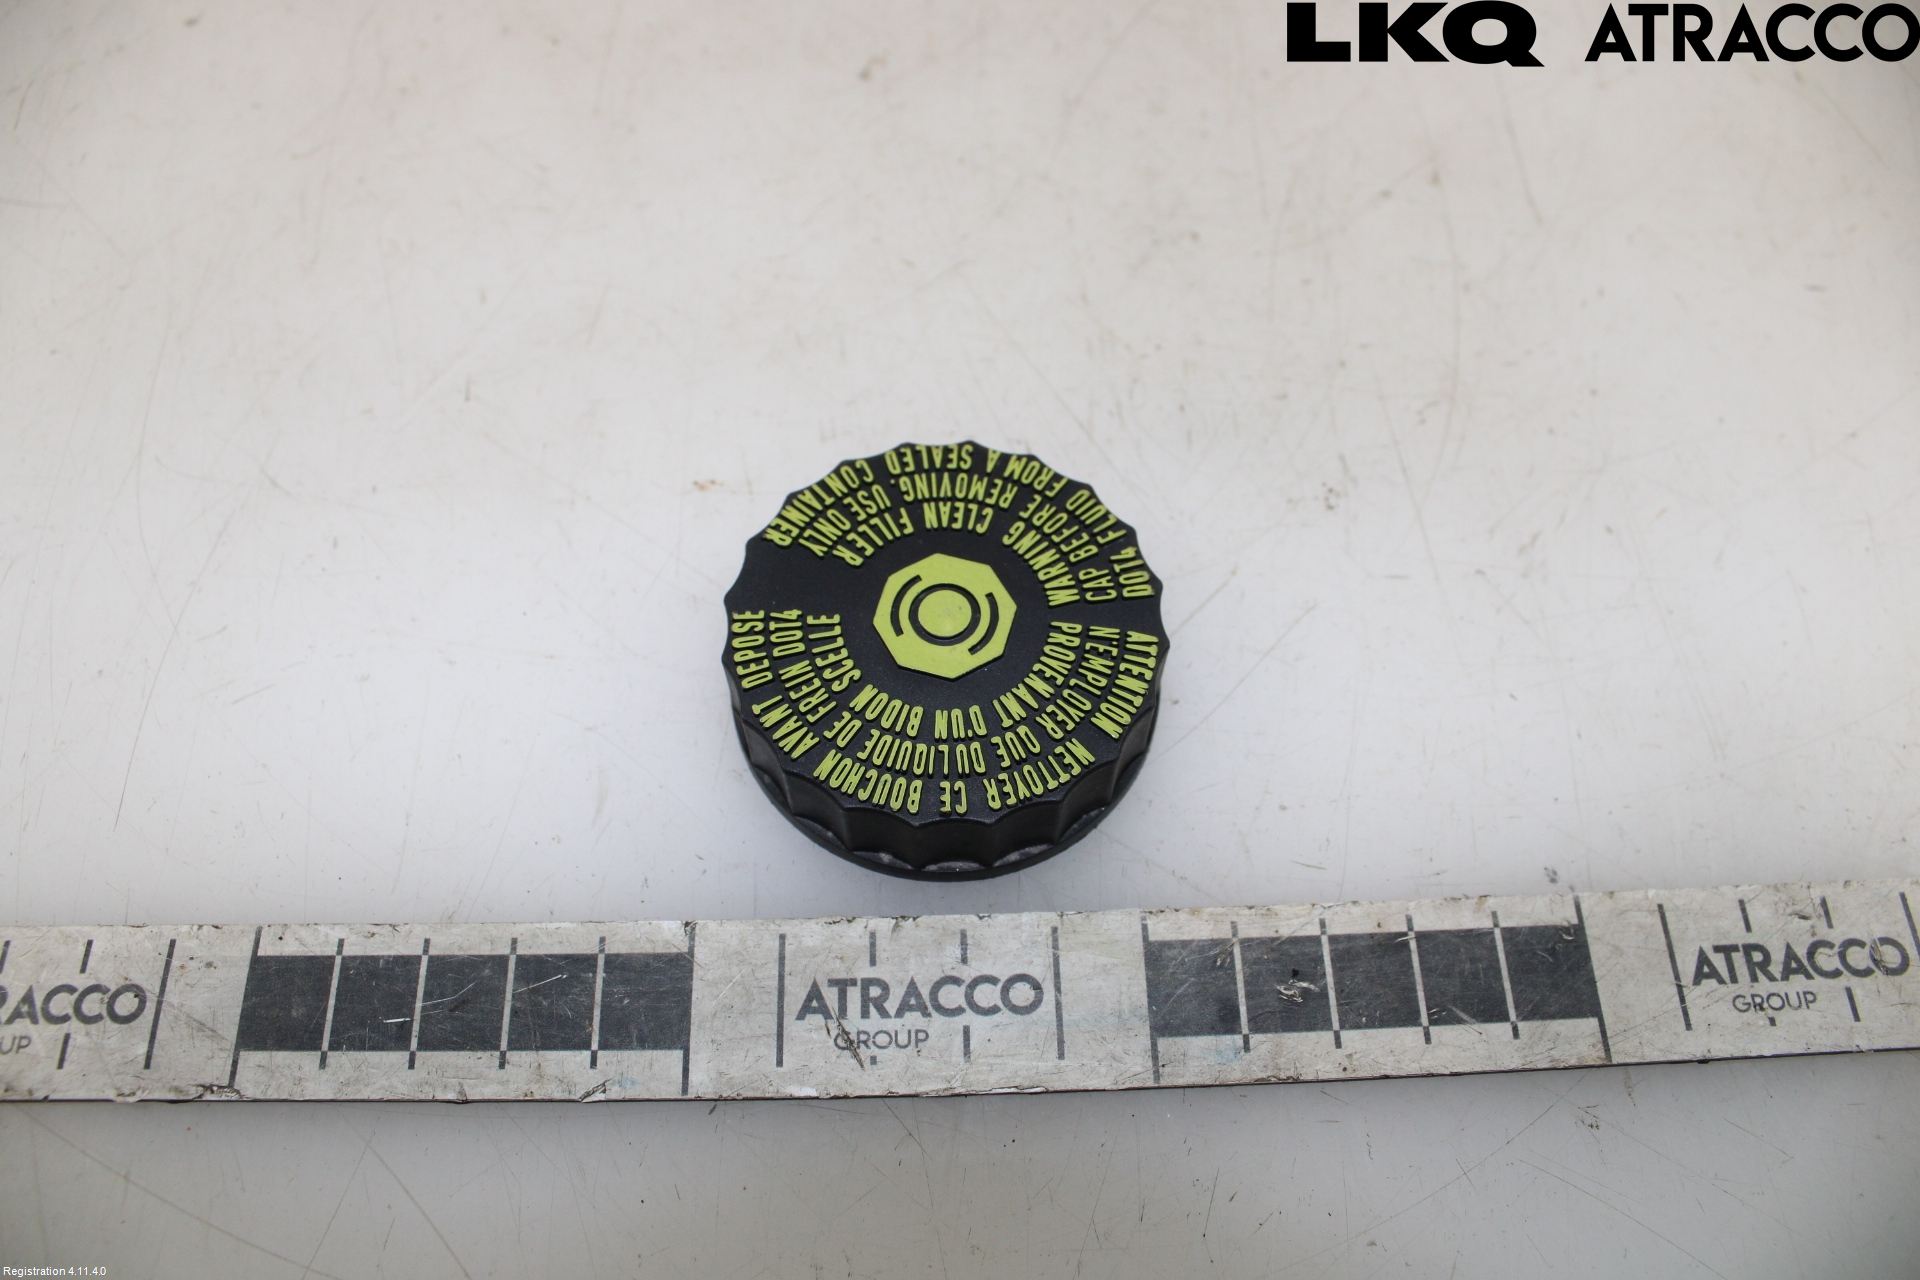 LKQ ATRACCO
WARNING CLEAN FILLER
CAP BEFORE REMOVING. USE ONLY
DOT4 FLUID FROM A SEALED CONTAINER
ATTENTION NETTOYER CE BOUCHON AVANT DEPOSE
N'EMPLOYER QUE DU LIQUIDE DE FREIN DOT4
PROVENANT D'UN BIDON SCELLE
RACCO
UP
ATRACCO
GROUP
ATRACCO
GROUP
Registration 4.11.4.0